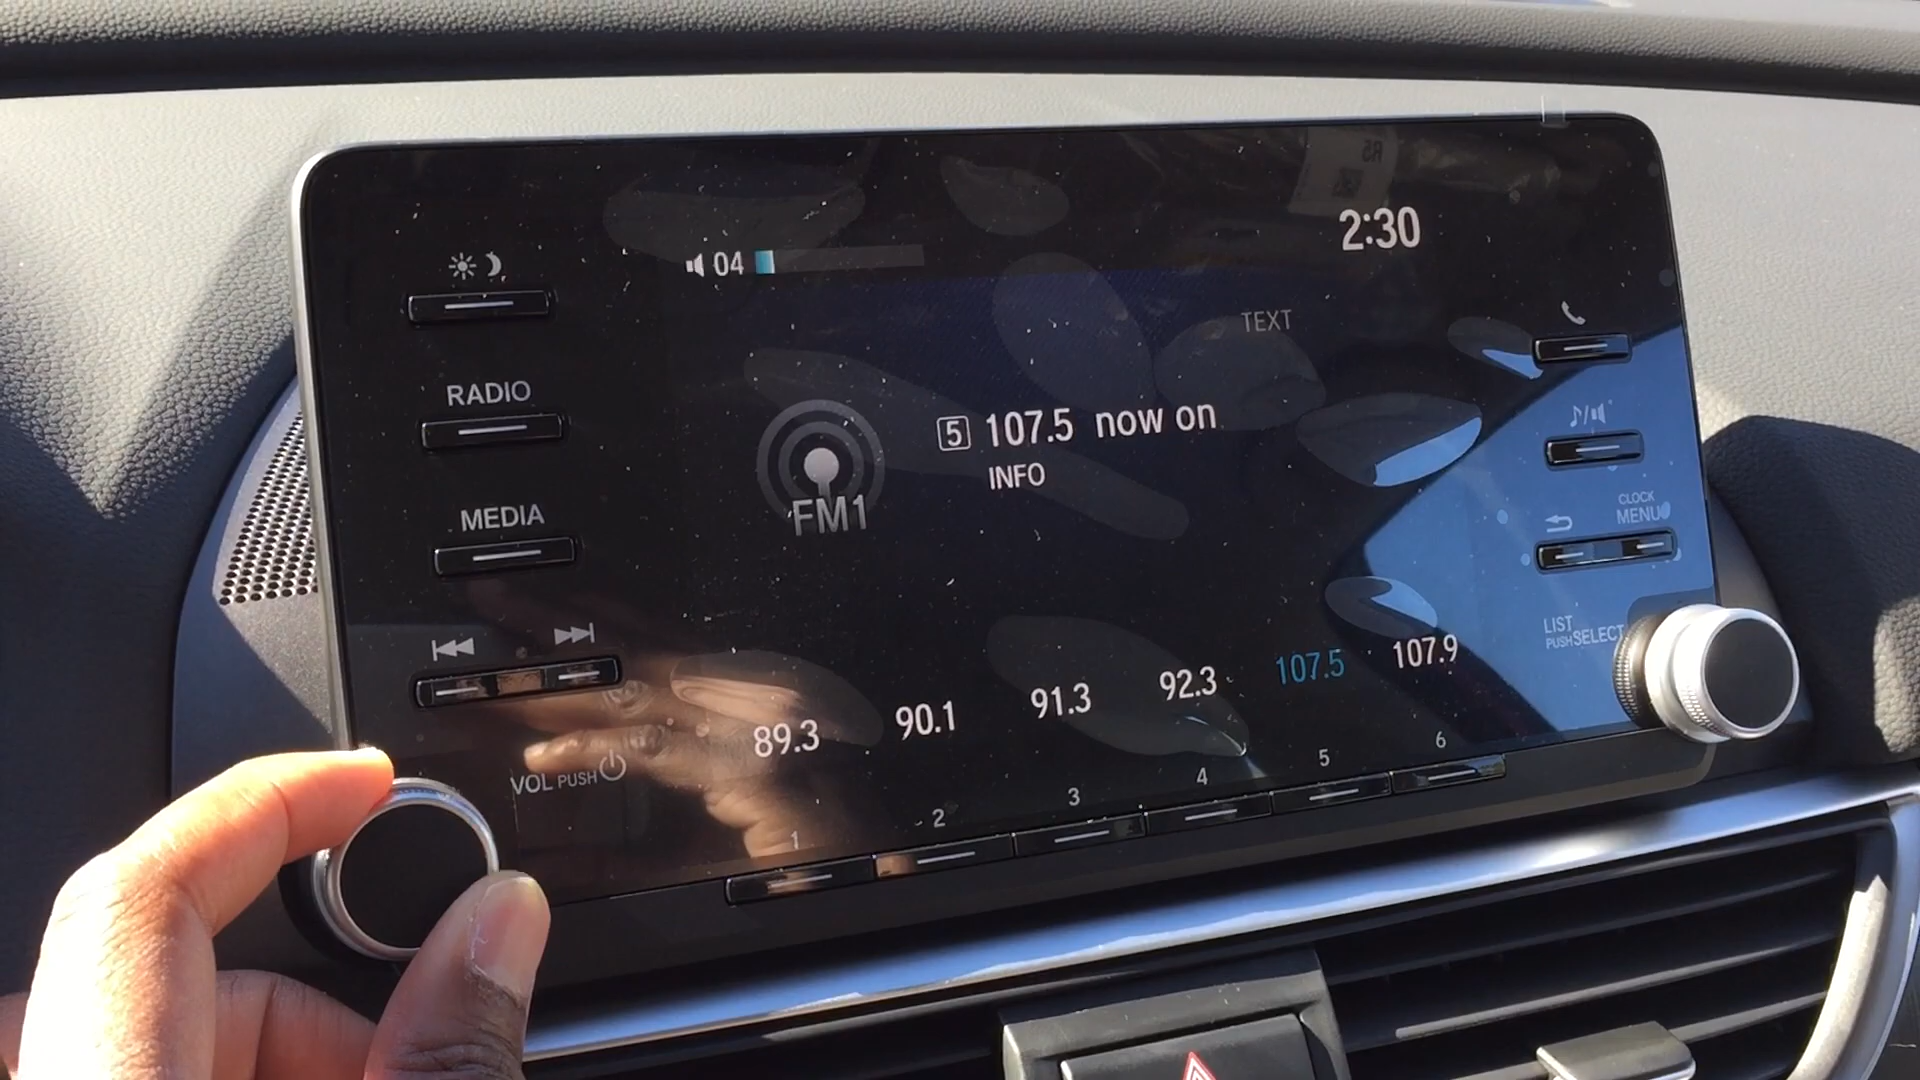 2:30
04
TEXT
RADIO
5 107.5 now on
INFO
FM1
MEDIA
CLOCK
MENU
LIST
PUSH SELECT
VOL PUSH
89.3 90.1 91.3 92.3 107.5 107.9
1 2 3 4 5 6
R5